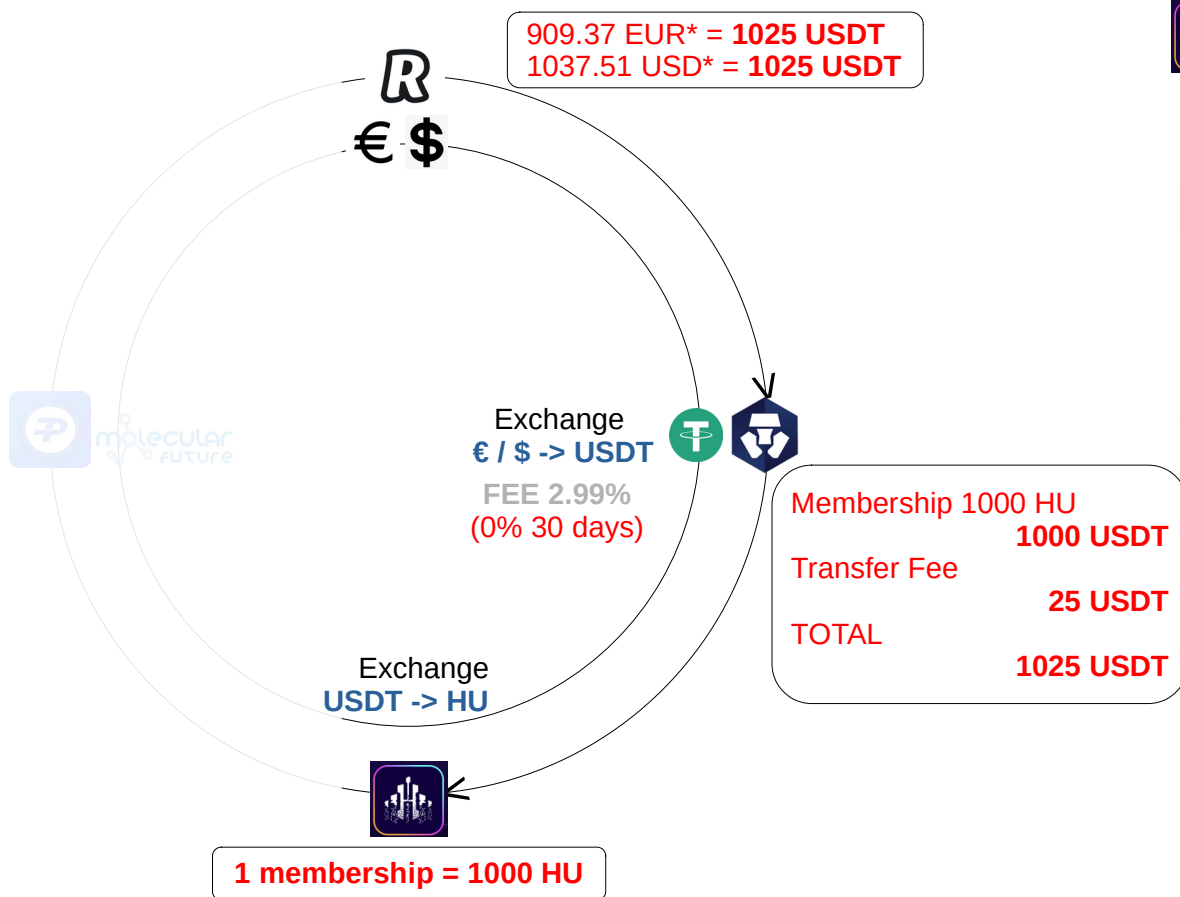 909.37 EUR* = 1025 USDT
1037.51 USD* = 1025 USDT
R
€ $
molecular
FUTURE
Exchange
€ / $ -> USDT
FEE 2.99%
(0% 30 days)
Membership 1000 HU
1000 USDT
Transfer Fee
25 USDT
TOTAL
1025 USDT
Exchange
USDT -> HU
1 membership = 1000 HU